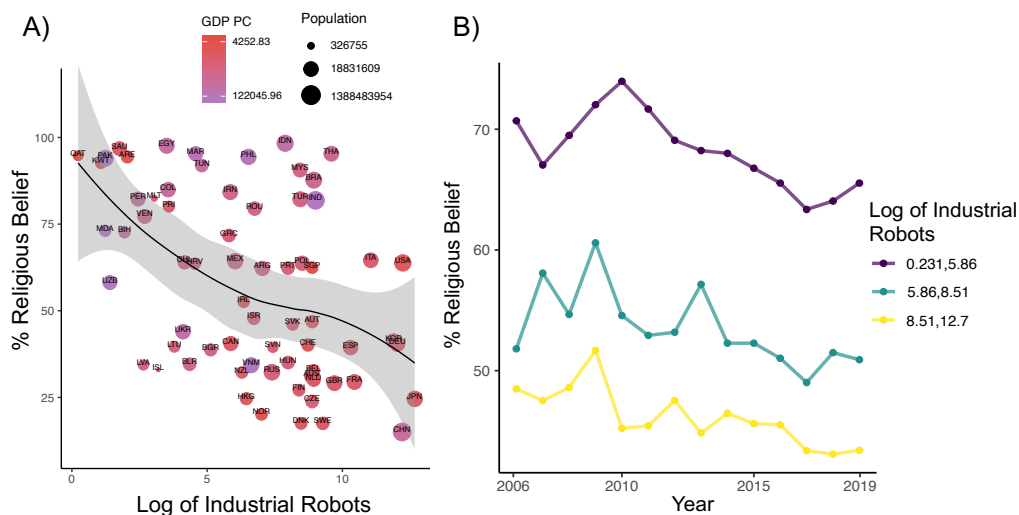 A)
GDP PC
4252.83
122045.96
Population
326755
18831609
1388483954
% Religious Belief
100
75
50
25
0
5
10
Log of Industrial Robots
QAT
KWT
PAK
SAU
ARE
EGY
MAR
TUN
PHL
IDN
THA
MYS
BRA
TUR
IND
PER
MLT
COL
PRI
VEN
IRN
ROU
MDA
BIH
GRC
UZB
HRV
MEX
ARG
PRT
POL
SGP
ITA
USA
IRL
ISR
SVK
AUT
UKR
LTU
BGR
CAN
SVN
CHE
ESP
KOR
DEU
LVA
ISL
BLR
NZL
VNM
RUS
HUN
BEL
NLD
GBR
FRA
HKG
FIN
CZE
JPN
NOR
DNK
SWE
CHN
B)
% Religious Belief
70
60
50
2006
2010
2015
2019
Year
Log of Industrial
Robots
0.231,5.86
5.86,8.51
8.51,12.7